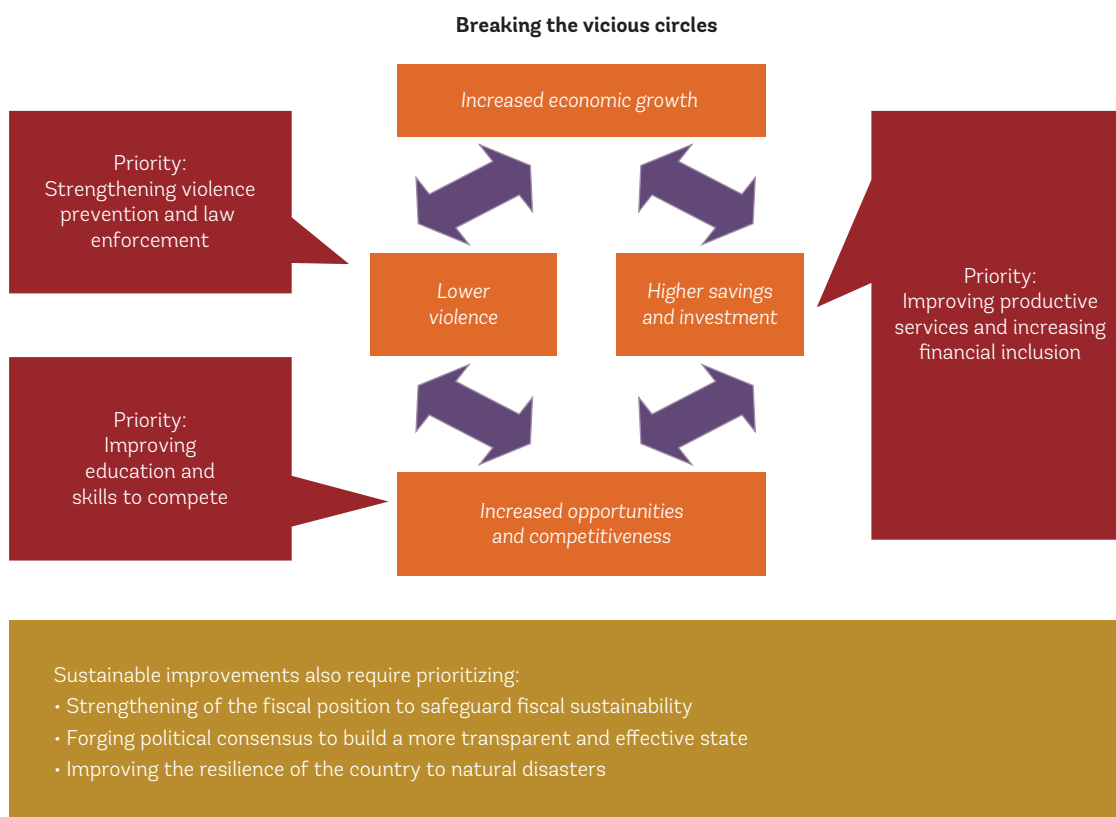 Breaking the vicious circles
Increased economic growth
Priority:
Strengthening violence
prevention and law
enforcement
Lower
violence
Higher savings
and investment
Priority:
Improving productive
services and increasing
financial inclusion
Priority:
Improving
education and
skills to compete
Increased opportunities
and competitiveness
Sustainable improvements also require prioritizing:
• Strengthening of the fiscal position to safeguard fiscal sustainability
• Forging political consensus to build a more transparent and effective state
• Improving the resilience of the country to natural disasters